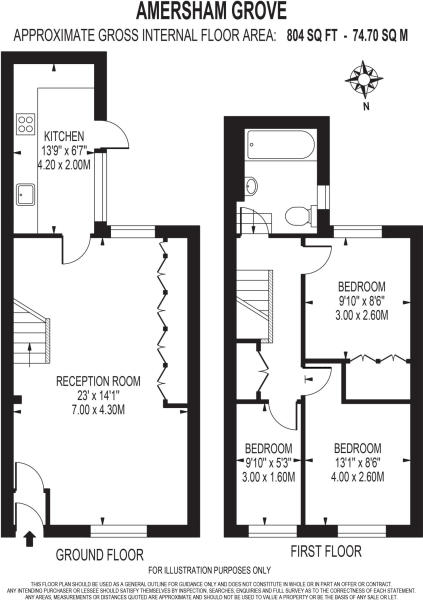 AMERSHAM GROVE
APPROXIMATE GROSS INTERNAL FLOOR AREA: 804 SQ FT - 74.70 SQ M
N
KITCHEN
13'9" x 6'7"
4.20 x 2.00M
BEDROOM
9'10" x 8'6"
3.00 x 2.60M
RECEPTION ROOM
23' x 14'1"
7.00 x 4.30M
BEDROOM
9'10" x 5'3"
3.00 x 1.60M
BEDROOM
13'1" x 8'6"
4.00 x 2.60M
GROUND FLOOR
FIRST FLOOR
FOR ILLUSTRATION PURPOSES ONLY
THIS FLOOR PLAN SHOULD BE USED AS A GENERAL OUTLINE FOR GUIDANCE ONLY AND DOES NOT CONSTITUTE IN WHOLE OR IN PART AN OFFER OR CONTRACT.
ANY INTENDING PURCHASER OR LESSEE SHOULD SATISFY THEMSELVES BY INSPECTION, SEARCHES, ENQUIRIES AND FULL SURVEY AS TO THE CORRECTNESS OF EACH STATEMENT.
ANY AREAS, MEASUREMENTS OR DISTANCES QUOTED ARE APPROXIMATE AND SHOULD NOT BE USED TO VALUE A PROPERTY OR BE THE BASIS OF ANY SALE OR LET.